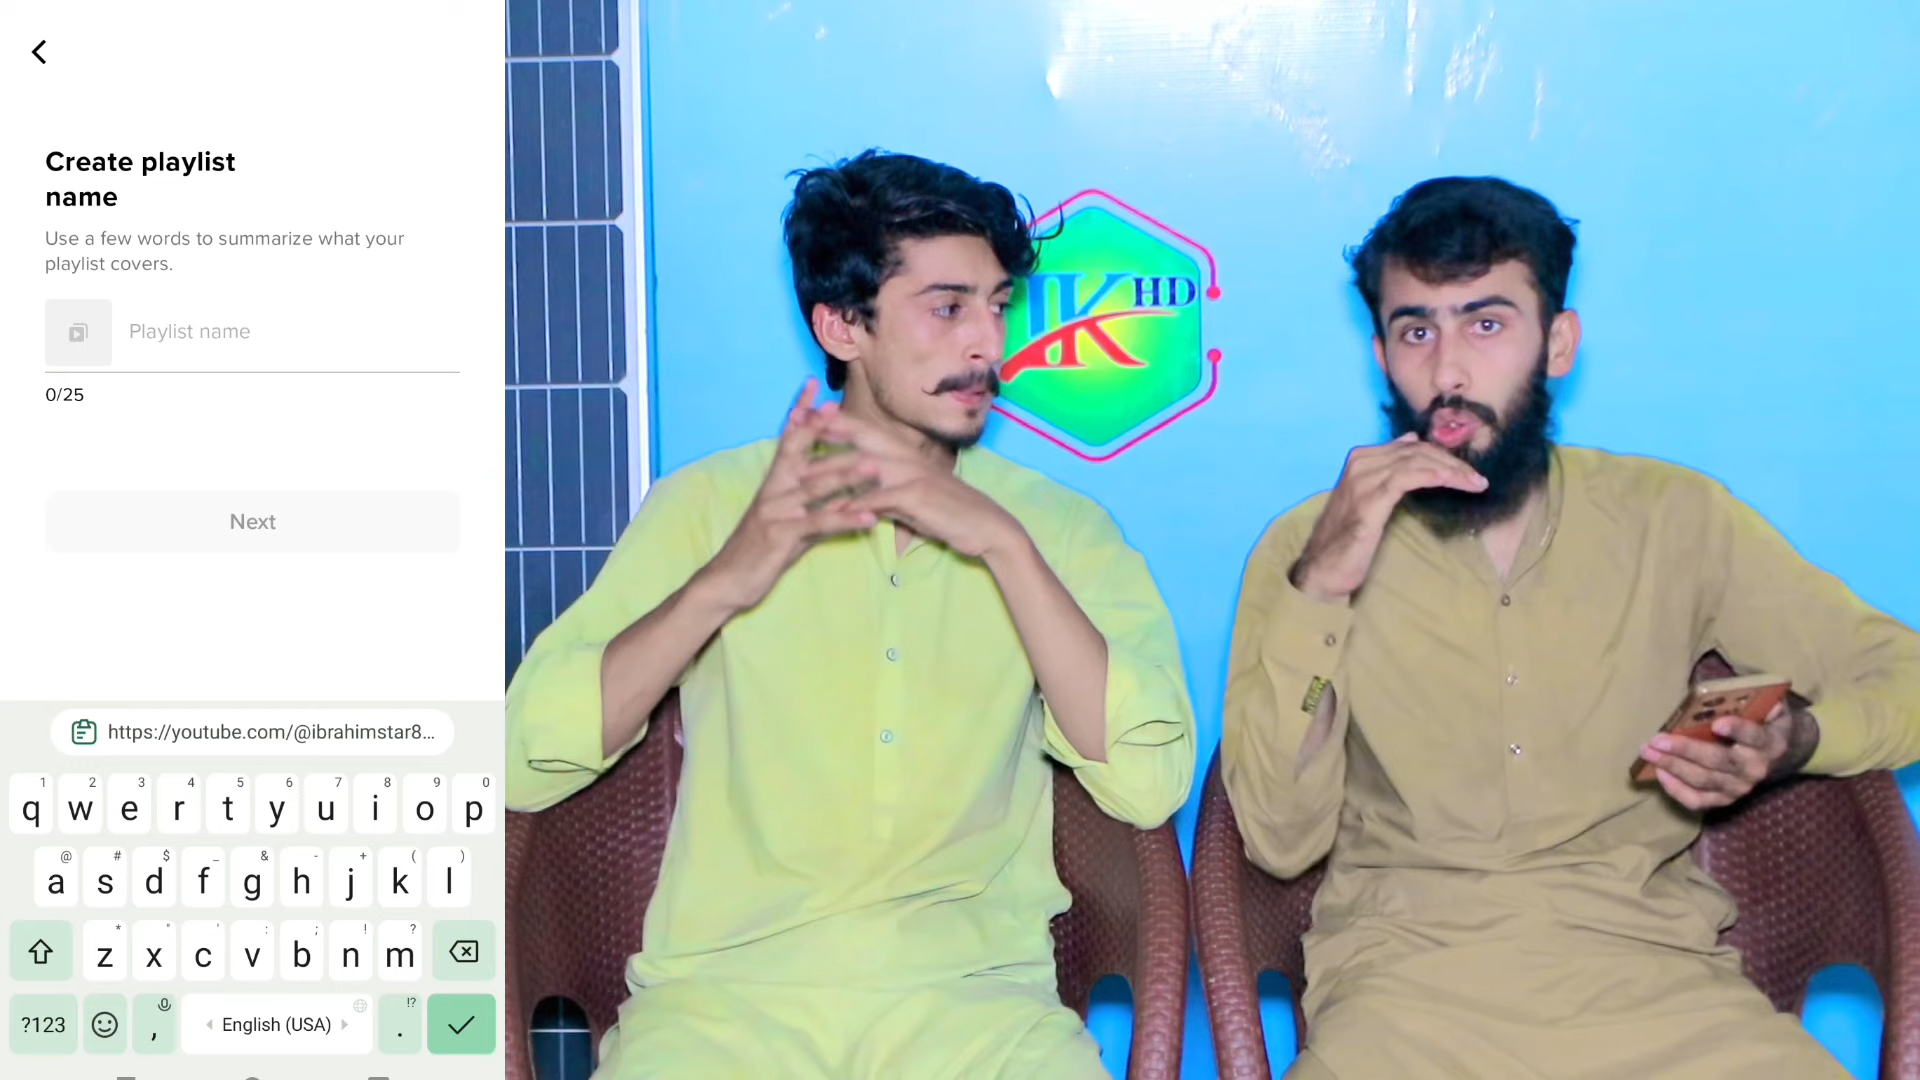 Create playlist
name
Use a few words to summarize what your
playlist covers.
Playlist name
0/25
Next
https://youtube.com/@ibrahimstar8...
1 2 3 4 5 6 7 8 9 0
q w e r t y u i o p
@ # $ _ & - + ( )
a s d f g h j k l
* " ' : ; ! ?
z x c v b n m
!?
?123 , English (USA) .
IK HD